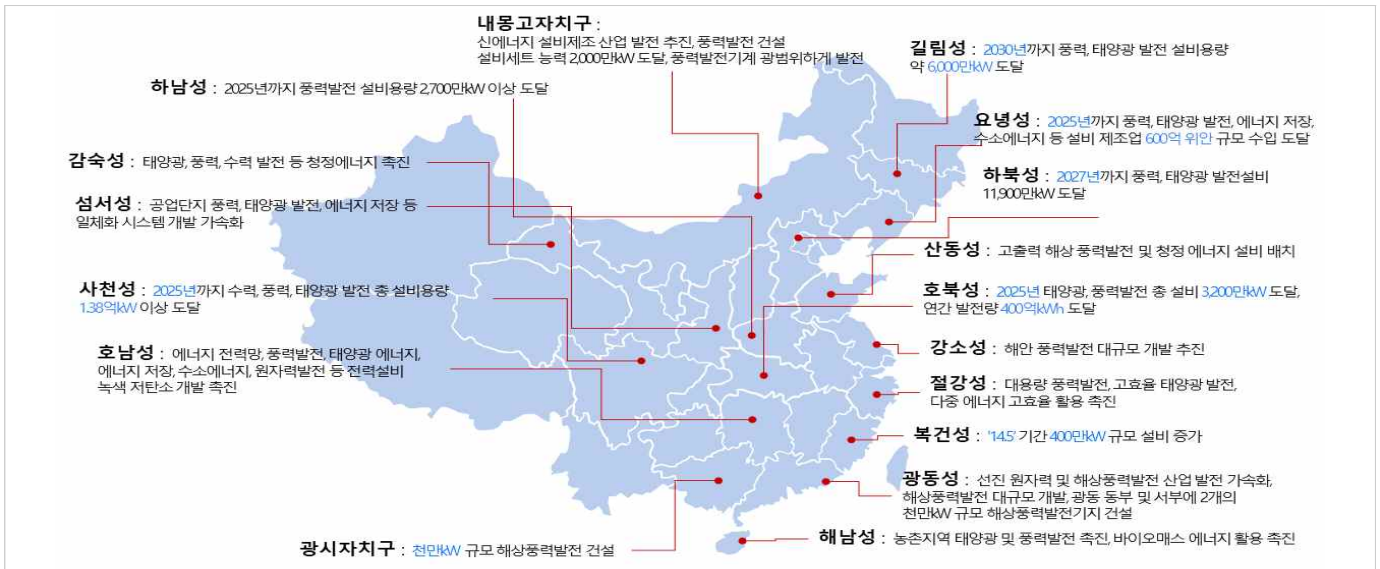 내몽고자치구 :
신에너지 설비제조 산업 발전 추진, 풍력발전 건설
설비세트 능력 2,000만kW 도달, 풍력발전기계 광범위하게 발전
길림성 : 2030년까지 풍력, 태양광 발전 설비용량
약 6,000만kW 도달
하남성 : 2025년까지 풍력발전 설비용량 2,700만kW 이상 도달
요녕성 : 2025년까지 풍력, 태양광 발전, 에너지 저장,
수소에너지 등 설비 제조업 600억 위안 규모 수입 도달
감숙성 : 태양광, 풍력, 수력 발전 등 청정에너지 촉진
하북성 : 2027년까지 풍력, 태양광 발전설비
11,900만kW 도달
섬서성 : 공업단지 풍력, 태양광 발전, 에너지 저장 등
일체화 시스템 개발 가속화
산동성 : 고출력 해상 풍력발전 및 청정 에너지 설비 배치
사천성 : 2025년까지 수력, 풍력, 태양광 발전 총 설비용량
1.38억kW 이상 도달
호북성 : 2025년 태양광, 풍력발전 총 설비 3,200만kW 도달,
연간 발전량 400억kWh 도달
호남성 : 에너지 전력망, 풍력발전, 태양광 에너지,
에너지 저장, 수소에너지, 원자력발전 등 전력설비
녹색 저탄소 개발 촉진
강소성 : 해안 풍력발전 대규모 개발 추진
절강성 : 대용량 풍력발전, 고효율 태양광 발전,
다중 에너지 고효율 활용 촉진
복건성 : '14.5' 기간 400만kW 규모 설비 증가
광동성 : 선진 원자력 및 해상풍력발전 산업 발전 가속화,
해상풍력발전 대규모 개발, 광동 동부 및 서부에 2개의
천만kW 규모 해상풍력발전기지 건설
광시자치구 : 천만kW 규모 해상풍력발전 건설
해남성 : 농촌지역 태양광 및 풍력발전 촉진, 바이오매스 에너지 활용 촉진